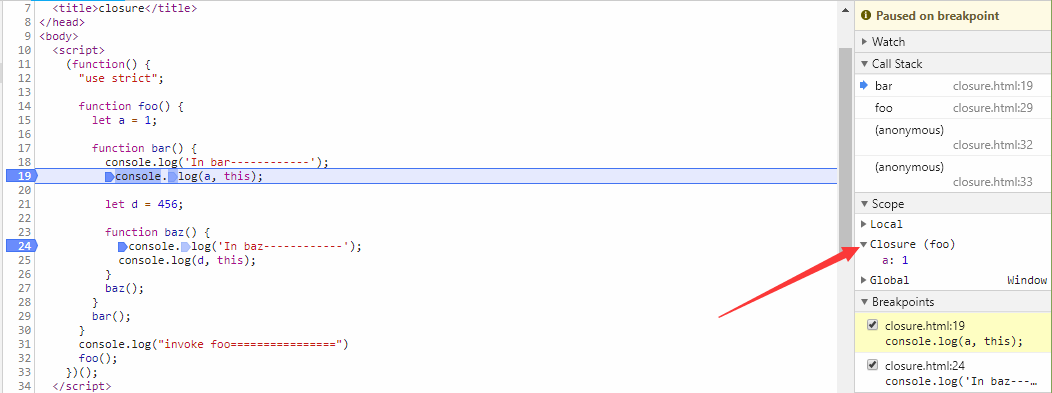 7 <title>closure</title>
8 </head>
9 <body>
10 <script>
11 (function() {
12 "use strict";
13
14 function foo() {
15 let a = 1;
16
17 function bar() {
18 console.log('In bar------------');
19 console.log(a, this);
20
21 let d = 456;
22
23 function baz() {
24 console.log('In baz------------');
25 console.log(d, this);
26 }
27 baz();
28 }
29 bar();
30 }
31 console.log("invoke foo================")
32 foo();
33 })();
34 </script>
Paused on breakpoint
Watch
Call Stack
bar closure.html:19
foo closure.html:29
(anonymous)
closure.html:32
(anonymous)
closure.html:33
Scope
Local
Closure (foo)
a: 1
Global Window
Breakpoints
closure.html:19
console.log(a, this);
closure.html:24
console.log('In baz---…